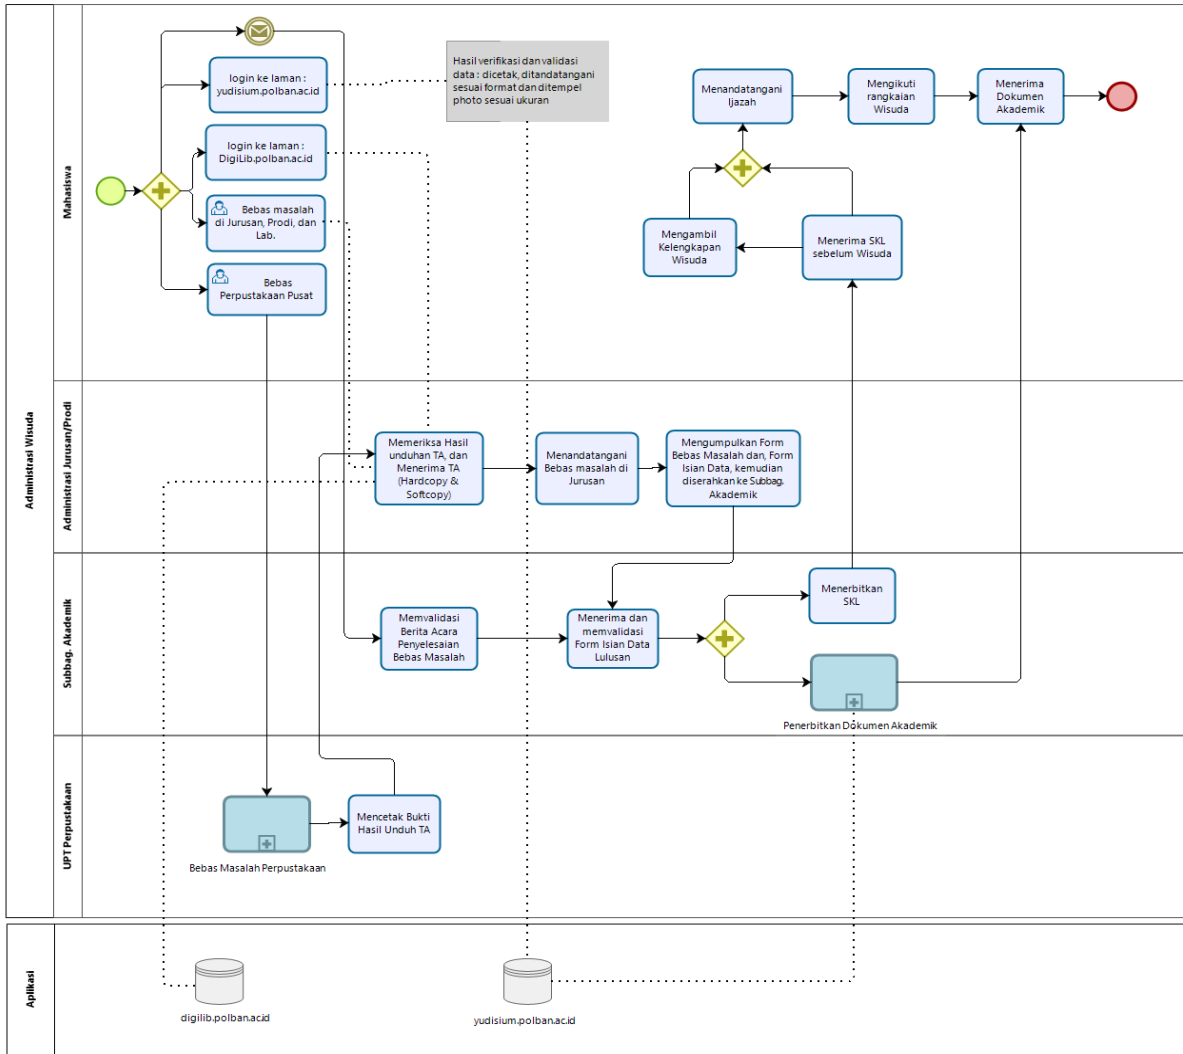 Administrasi Wisuda
Mahasiswa
login ke laman :
yudisium.polban.ac.id
Hasil verifikasi dan validasi
data : dicetak, ditandatangani
sesuai format dan ditempel
photo sesuai ukuran
login ke laman :
DigiLib.polban.ac.id
Bebas masalah
di Jurusan, Prodi, dan
Lab.
Bebas
Perpustakaan Pusat
Menandatangani
Ijazah
Mengikuti
rangkaian
Wisuda
Menerima
Dokumen
Akademik
Mengambil
Kelengkapan
Wisuda
Menerima SKL
sebelum Wisuda
Administrasi Jurusan/Prodi
Memeriksa Hasil
unduhan TA, dan
Menerima TA
(Hardcopy &
Softcopy)
Menandatangani
Bebas masalah di
Jurusan
Mengumpulkan Form
Bebas Masalah dan, Form
Isian Data, kemudian
diserahkan ke Subbag.
Akademik
Subbag. Akademik
Memvalidasi
Berita Acara
Penyelesaian
Bebas Masalah
Menerima dan
memvalidasi
Form Isian Data
Lulusan
Menerbitkan
SKL
Penerbitkan Dokumen Akademik
UPT Perpustakaan
Bebas Masalah Perpustakaan
Mencetak Bukti
Hasil Unduh TA
Aplikasi
digilib.polban.ac.id
yudisium.polban.ac.id